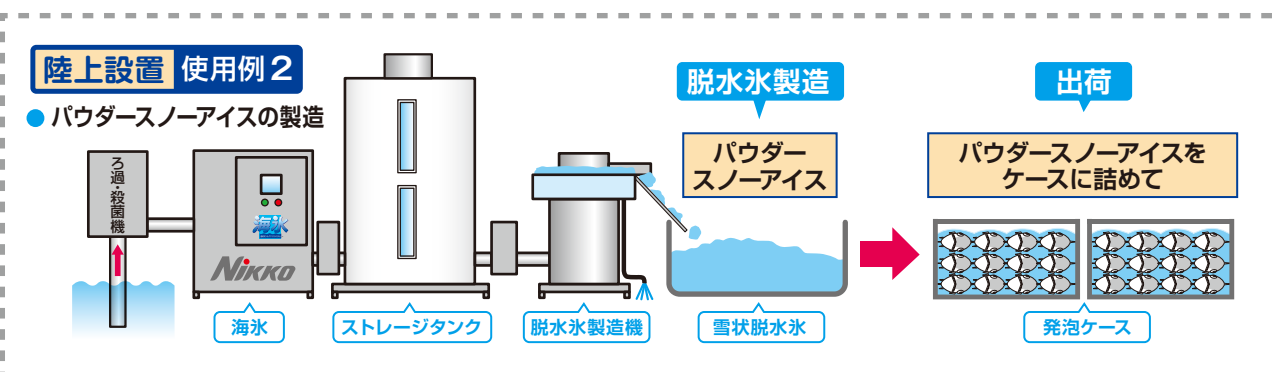 陸上設置 使用例2
● パウダースノーアイスの製造
ろ過・殺菌機
海氷
NIKKO
脱水氷製造
パウダー
スノーアイス
出荷
パウダースノーアイスを
ケースに詰めて
海氷
ストレージタンク
脱水氷製造機
雪状脱水氷
発泡ケース